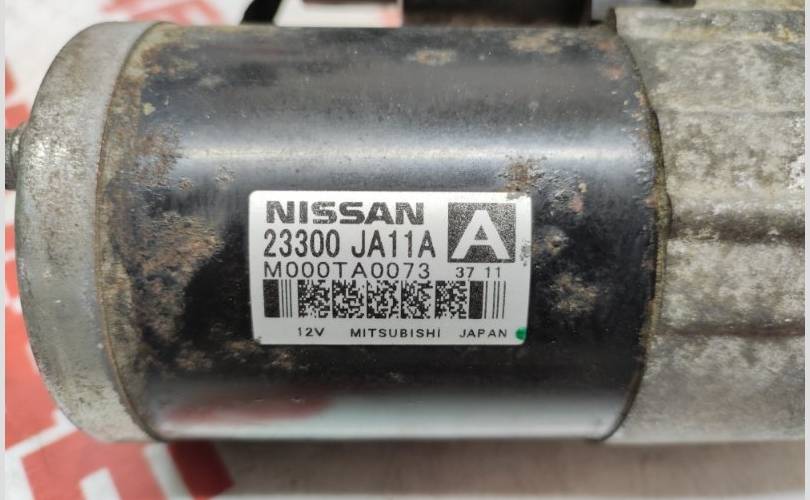 NISSAN
23300 JA11A A
M000TA0073 37 11
12V MITSUBISHI JAPAN